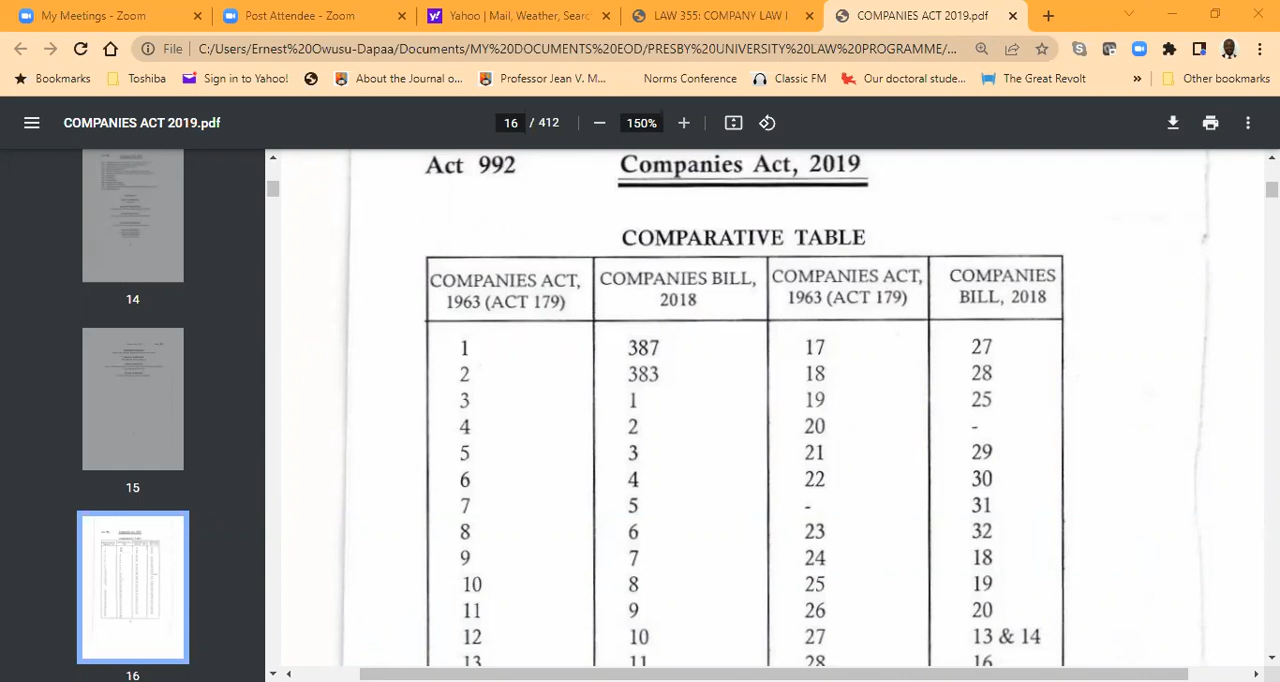 My Meetings - Zoom
Post Attendee - Zoom
Yahoo | Mail, Weather, Searc
LAW 355: COMPANY LAW I
COMPANIES ACT 2019.pdf
File C:/Users/Ernest%20Owusu-Dapaa/Documents/MY%20DOCUMENTS%20EOD/PRESBY%20UNIVERSITY%20LAW%20PROGRAMME/...
Bookmarks Toshiba Sign in to Yahoo! About the Journal o... Professor Jean V. M... Norms Conference Classic FM Our doctoral stude... The Great Revolt » Other bookmarks
COMPANIES ACT 2019.pdf 16 / 412 150%
14
15
16
Act 992 Companies Act, 2019
COMPARATIVE TABLE
COMPANIES ACT, 1963 (ACT 179) COMPANIES BILL, 2018 COMPANIES ACT, 1963 (ACT 179) COMPANIES BILL, 2018
1 387 17 27
2 383 18 28
3 1 19 25
4 2 20 -
5 3 21 29
6 4 22 30
7 5 - 31
8 6 23 32
9 7 24 18
10 8 25 19
11 9 26 20
12 10 27 13 & 14
13 11 28 16